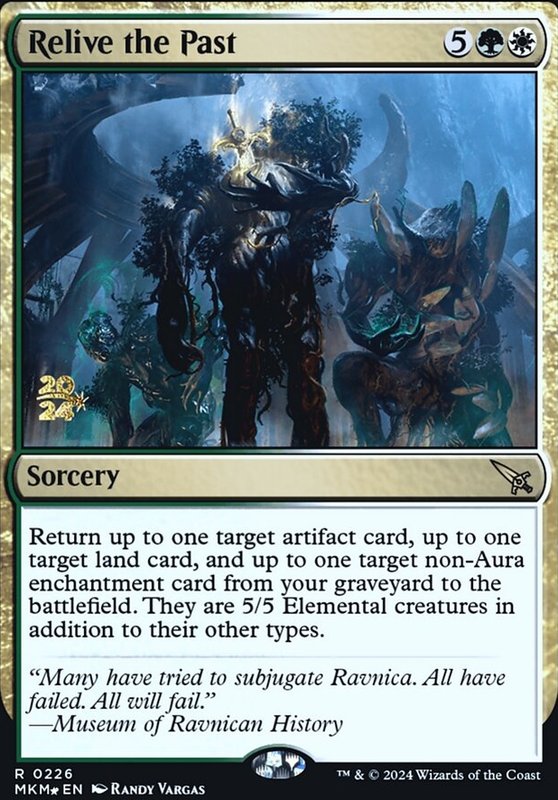 Relive the Past 5
2024
Sorcery
Return up to one target artifact card, up to one
target land card, and up to one target non-Aura
enchantment card from your graveyard to the
battlefield. They are 5/5 Elemental creatures in
addition to their other types.
“Many have tried to subjugate Ravnica. All have
failed. All will fail.”
—Museum of Ravnican History
R 0226
MKM★EN RANDY VARGAS
™ & © 2024 Wizards of the Coast